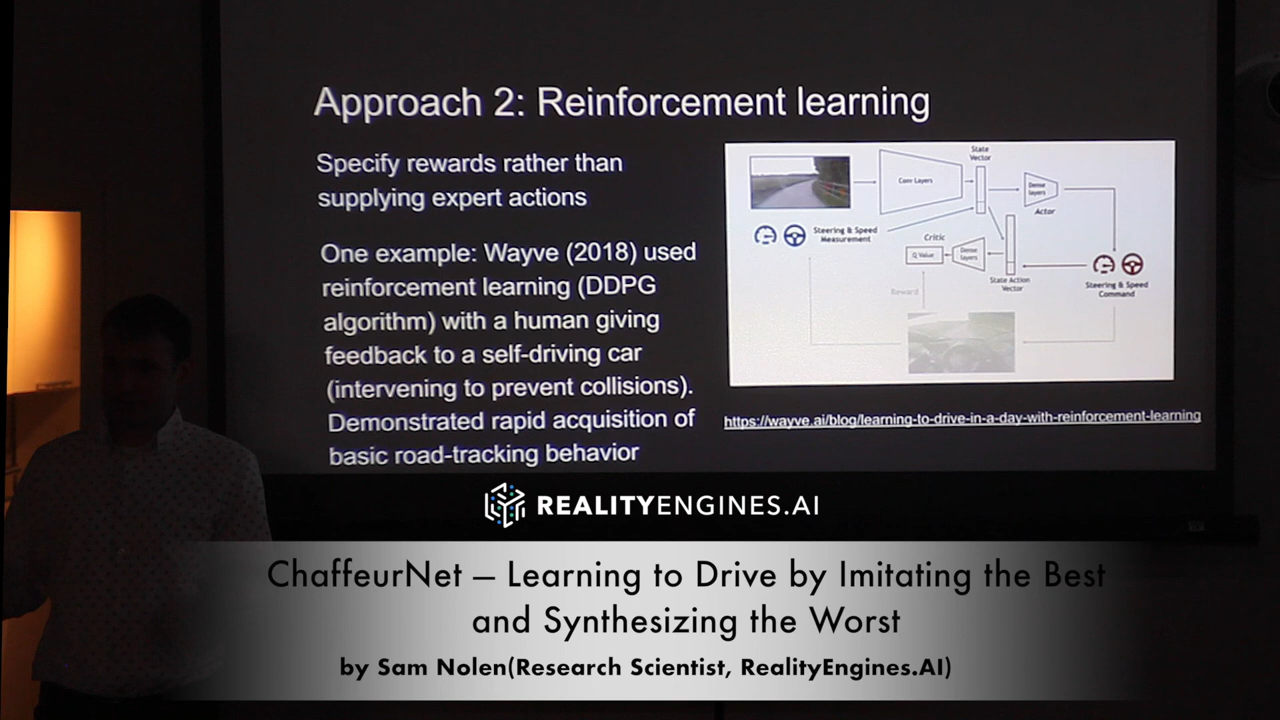 Approach 2: Reinforcement learning
Specify rewards rather than
supplying expert actions
One example: Wayve (2018) used
reinforcement learning (DDPG
algorithm) with a human giving
feedback to a self-driving car
(intervening to prevent collisions).
Demonstrated rapid acquisition of
basic road-tracking behavior
State
Vector
Conv Layers
Dense
layers
Actor
Steering & Speed
Measurement
Critic
Q Value
Dense
layers
State Action
Vector
Steering & Speed
Command
Reward
https://wayve.ai/blog/learning-to-drive-in-a-day-with-reinforcement-learning
REALITYENGINES.AI
ChaffeurNet — Learning to Drive by Imitating the Best
and Synthesizing the Worst
by Sam Nolen(Research Scientist, RealityEngines.AI)